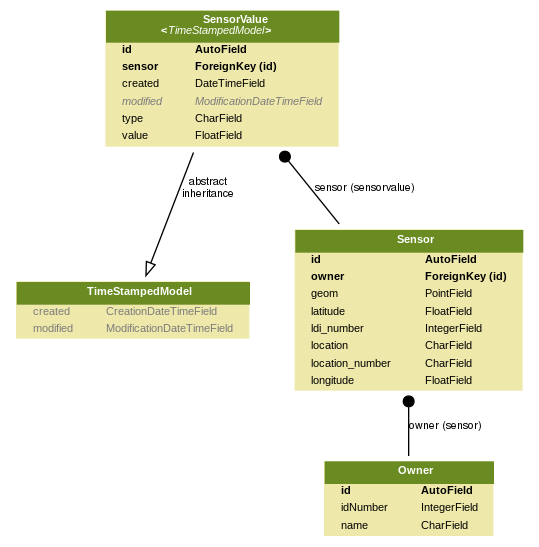 SensorValue
<TimeStampedModel>
id AutoField
sensor ForeignKey (id)
created DateTimeField
modified ModificationDateTimeField
type CharField
value FloatField
abstract
inheritance
sensor (sensorvalue)
Sensor
id AutoField
owner ForeignKey (id)
geom PointField
latitude FloatField
ldi_number IntegerField
location CharField
location_number CharField
longitude FloatField
TimeStampedModel
created CreationDateTimeField
modified ModificationDateTimeField
owner (sensor)
Owner
id AutoField
idNumber IntegerField
name CharField